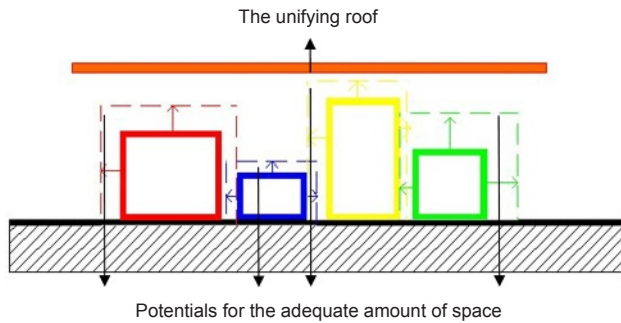 The unifying roof
Potentials for the adequate amount of space